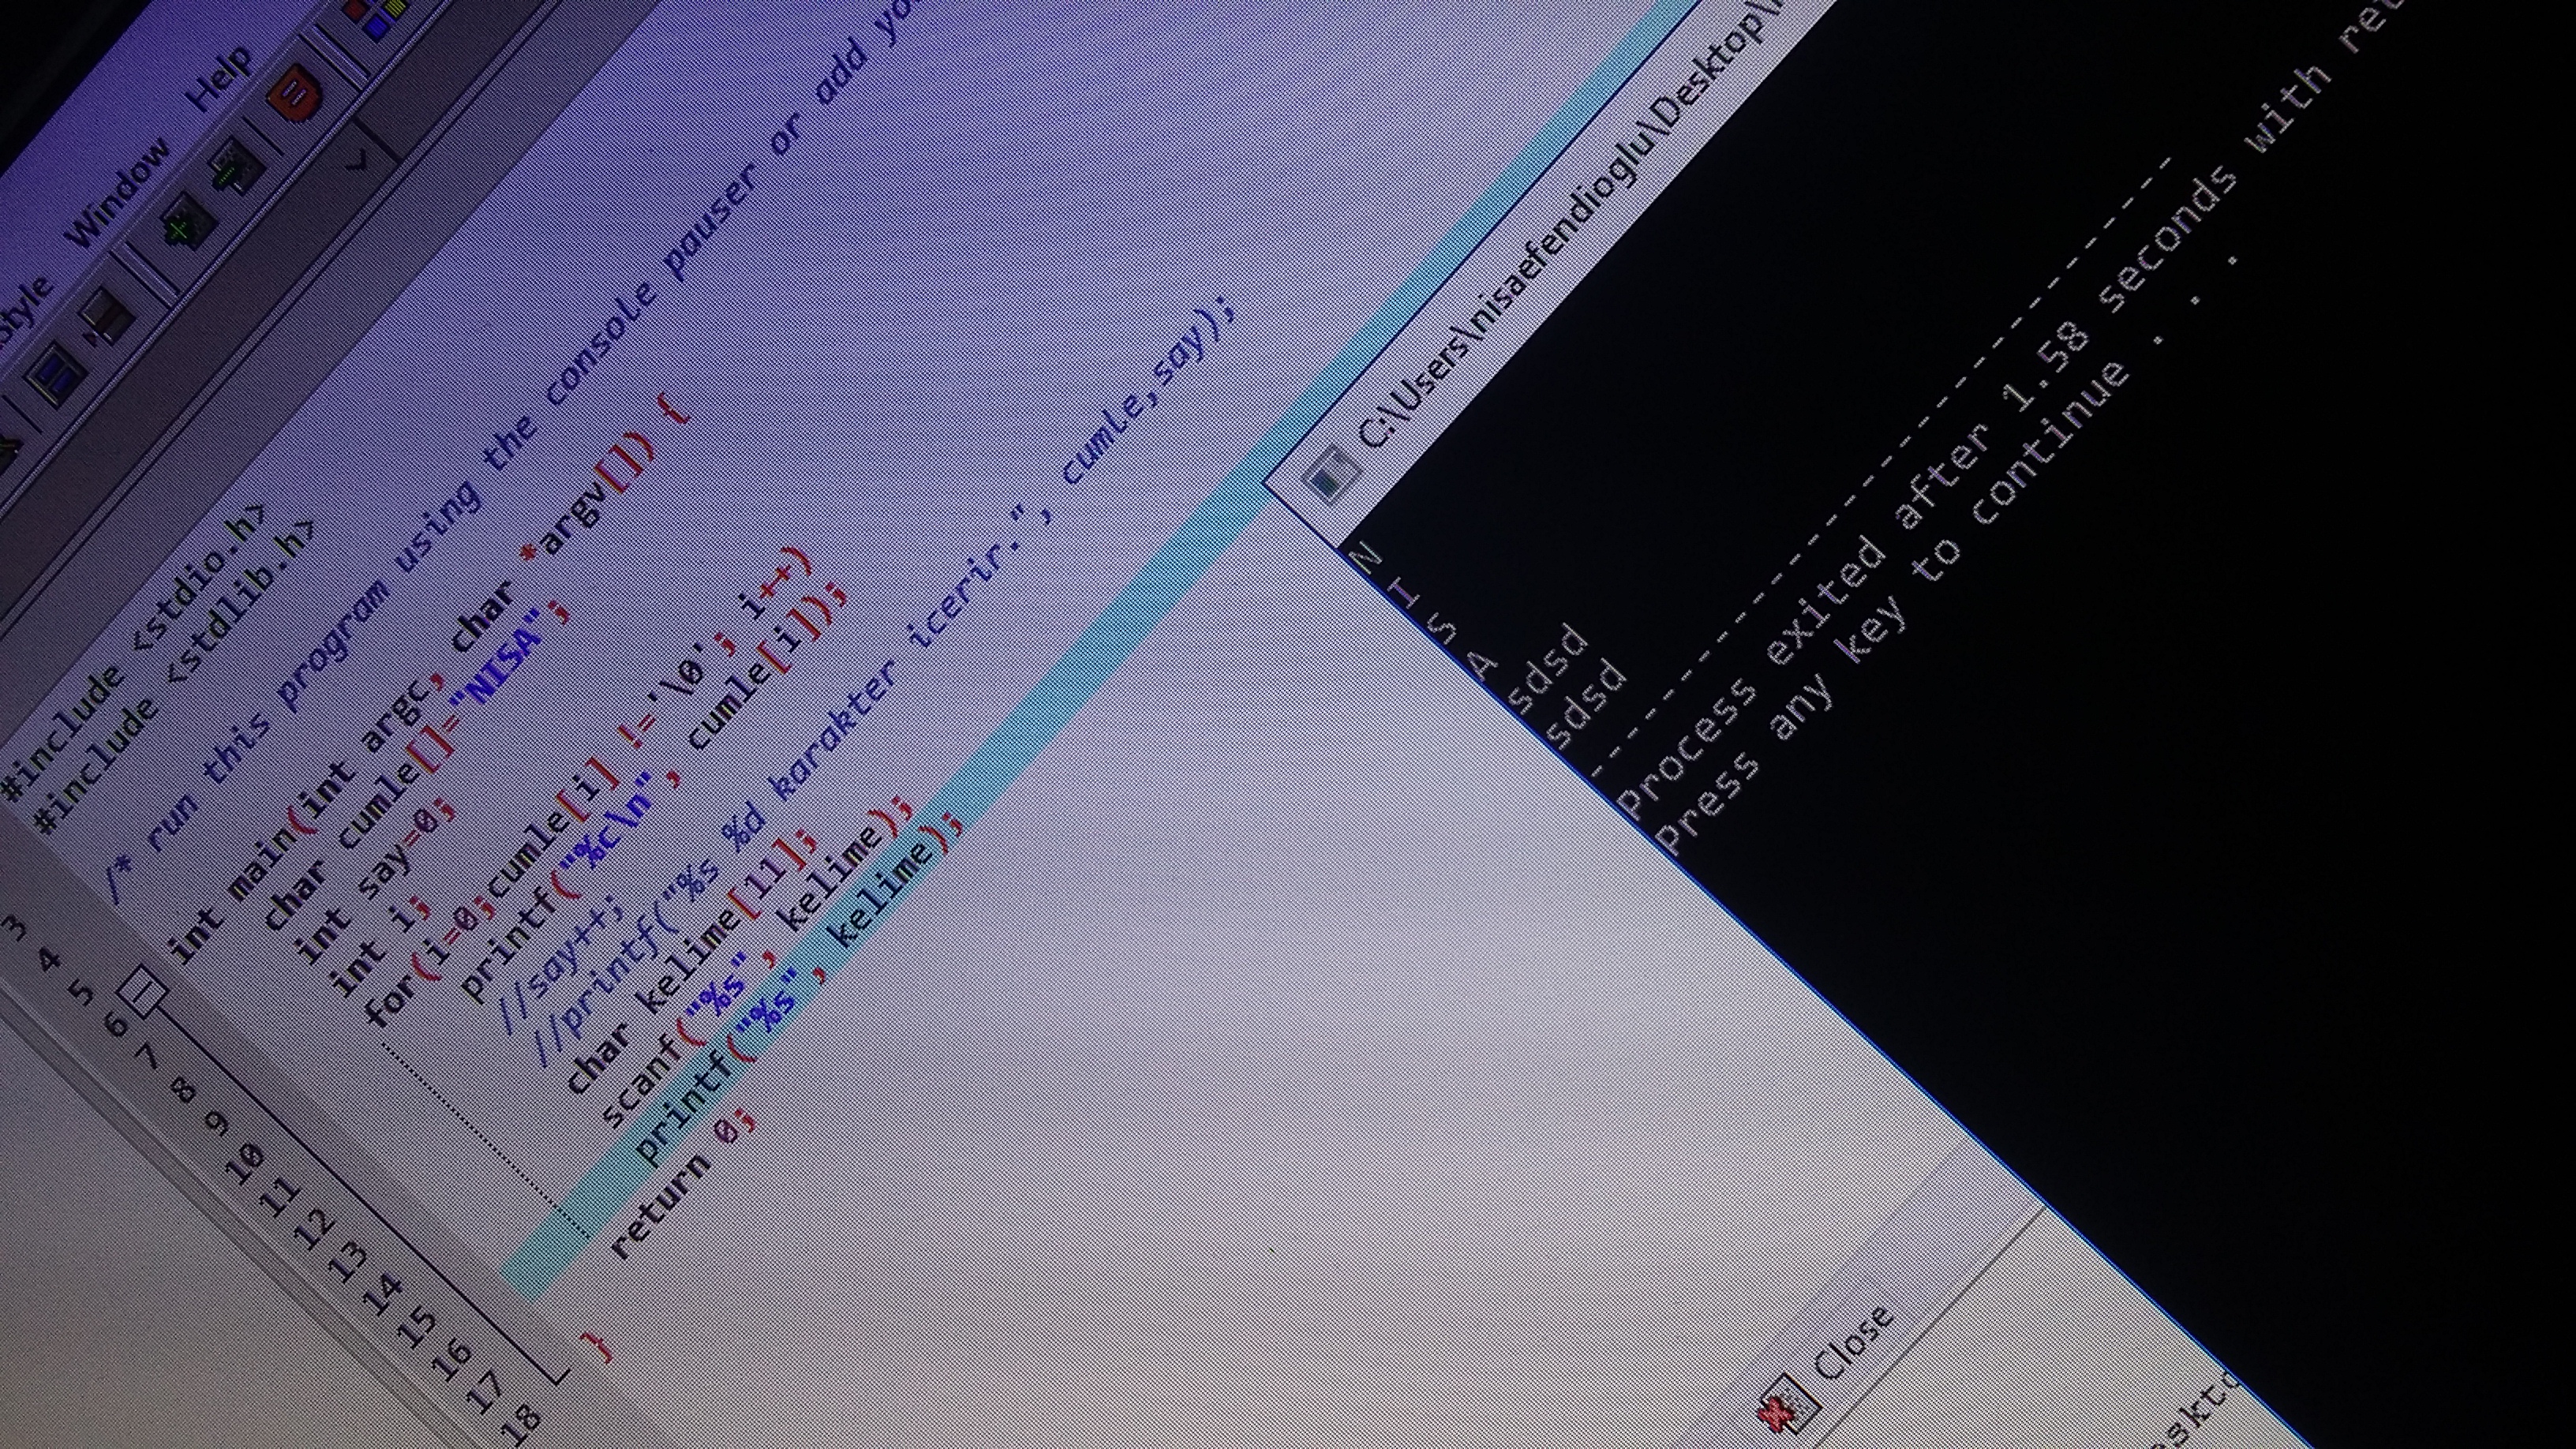 Style Window Help
3
4
5
6
7
8
9
10
11
12
13
14
15
16
17
18
#include <stdio.h>
#include <stdlib.h>
/* run this program using the console pauser or add
int main(int argc, char *argv[]) {
char cumle[]="NISA";
int say=0;
int i;
for(i=0;cumle[i] !='\0'; i++)
printf("%c\n", cumle[i]);
//say++;
//printf("%s %d karakter icerir.", cumle,say);
char kelime[11];
scanf("%s", kelime);
printf("%s", kelime);
return 0;
}
C:\Users\nisaefendioglu\Desktop\
N
I
S
A
sdsd
sdsd
--------------------------------
Process exited after 1.58 seconds with
Press any key to continue . . .
Close